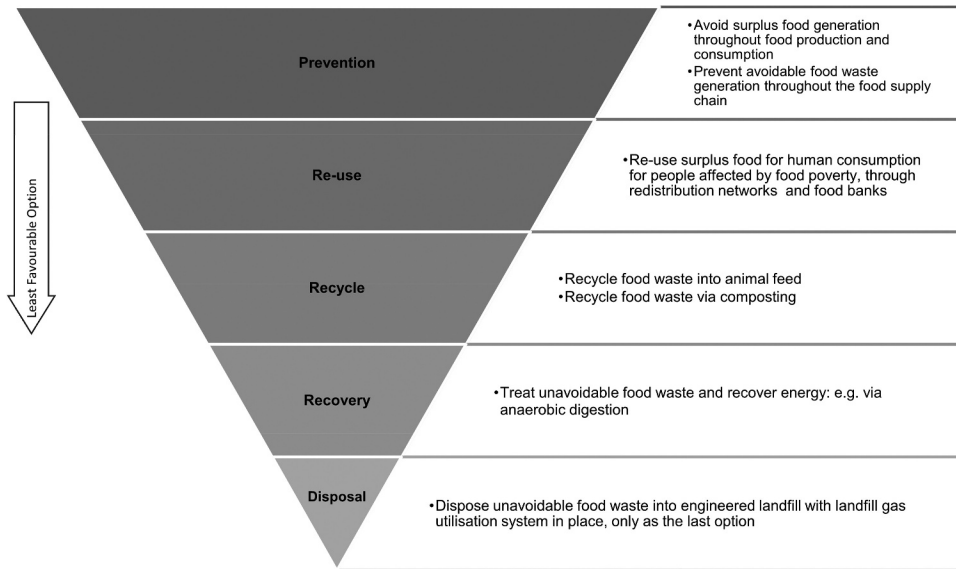 Prevention
•Avoid surplus food generation
throughout food production and
consumption
•Prevent avoidable food waste
generation throughout the food supply
chain
Least Favourable Option
Re-use
•Re-use surplus food for human consumption
for people affected by food poverty, through
redistribution networks and food banks
Recycle
•Recycle food waste into animal feed
•Recycle food waste via composting
Recovery
•Treat unavoidable food waste and recover energy: e.g. via
anaerobic digestion
Disposal
•Dispose unavoidable food waste into engineered landfill with landfill gas
utilisation system in place, only as the last option